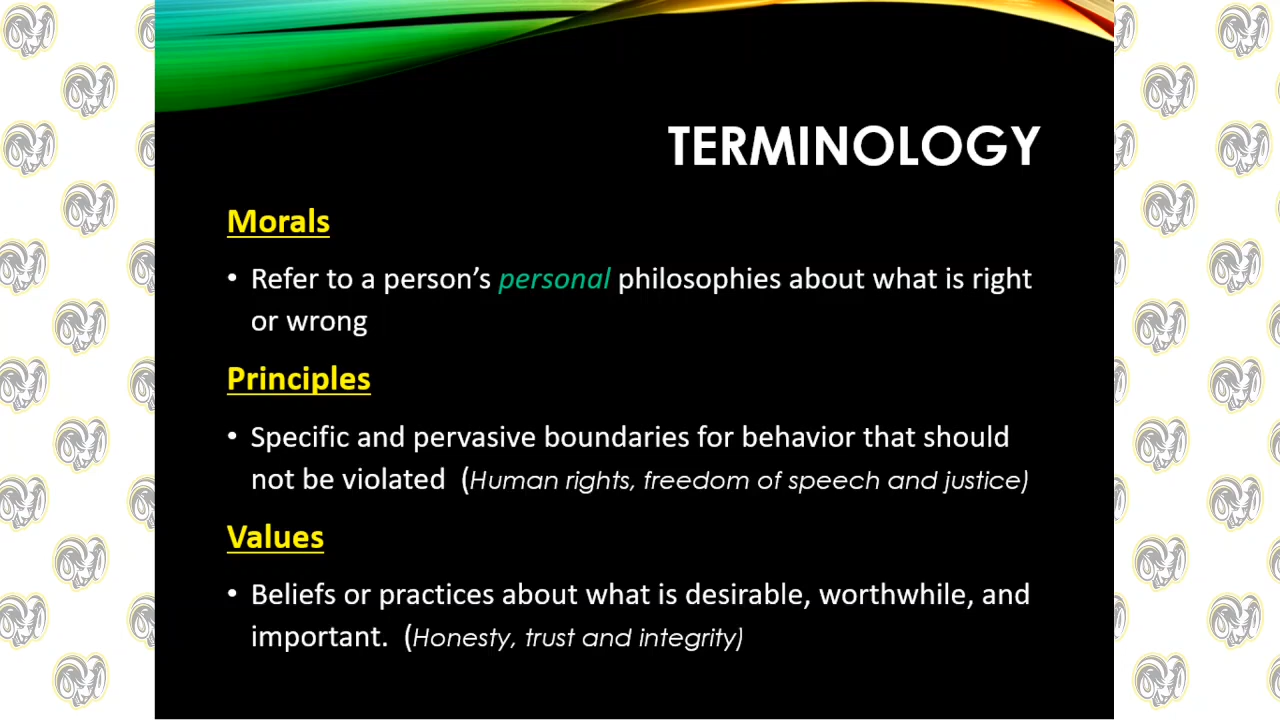 TERMINOLOGY
Morals
• Refer to a person’s personal philosophies about what is right
or wrong
Principles
• Specific and pervasive boundaries for behavior that should
not be violated (Human rights, freedom of speech and justice)
Values
• Beliefs or practices about what is desirable, worthwhile, and
important. (Honesty, trust and integrity)